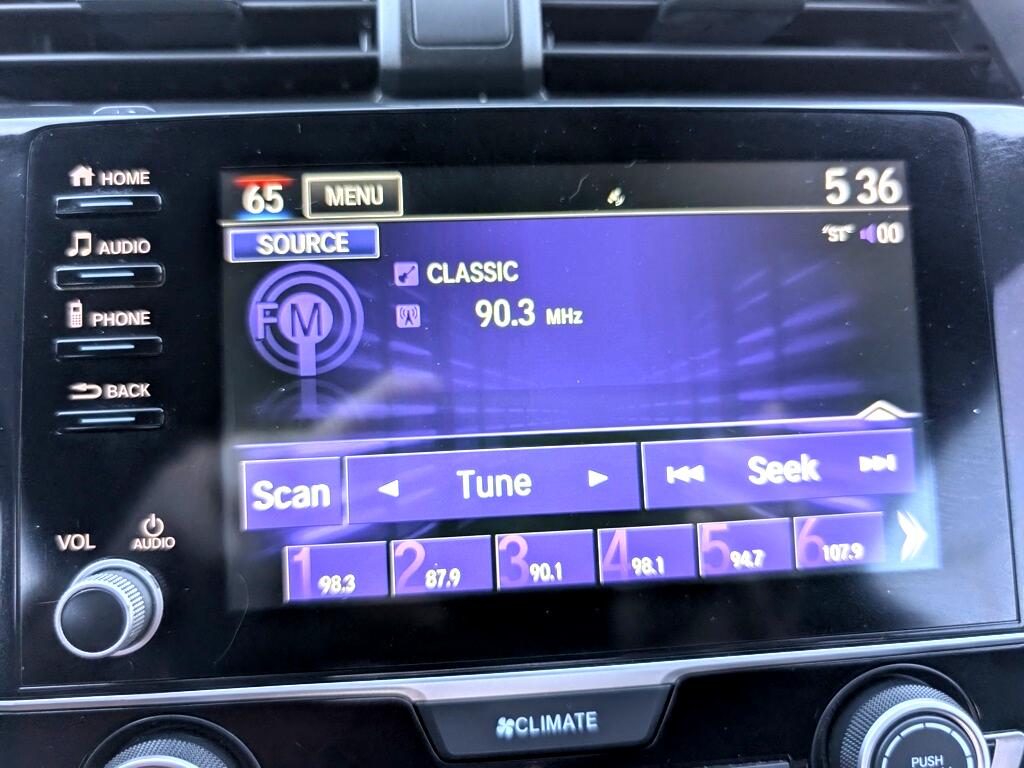 HOME
65 MENU 5 36
SOURCE "ST" 00
AUDIO
CLASSIC
FM
90.3 MHz
PHONE
BACK
Scan Tune Seek
1 98.3 2 87.9 3 90.1 4 98.1 5 94.7 6 107.9
VOL AUDIO
CLIMATE
PUSH